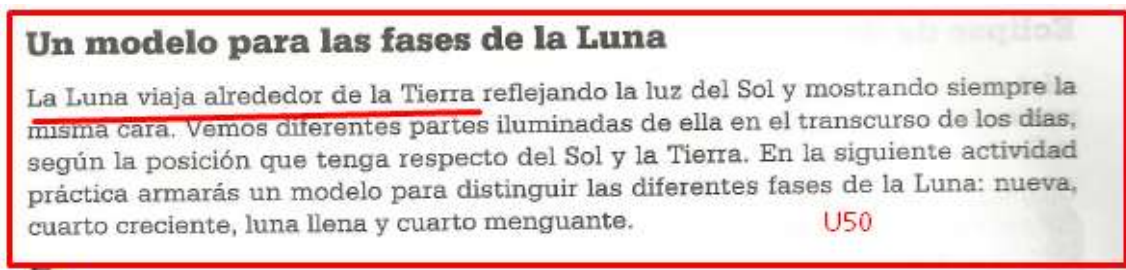 Un modelo para las fases de la Luna
La Luna viaja alrededor de la Tierra reflejando la luz del Sol y mostrando siempre la
misma cara. Vemos diferentes partes iluminadas de ella en el transcurso de los días,
según la posición que tenga respecto del Sol y la Tierra. En la siguiente actividad
práctica armarás un modelo para distinguir las diferentes fases de la Luna: nueva,
cuarto creciente, luna llena y cuarto menguante.
U50